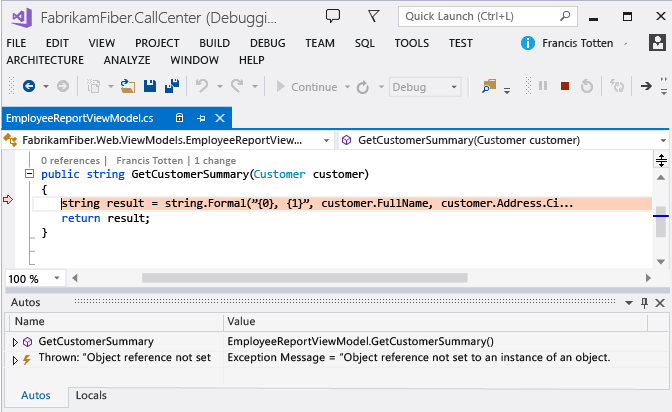 FabrikamFiber.CallCenter (Debuggi...
Quick Launch (Ctrl+L)
FILE EDIT VIEW PROJECT BUILD DEBUG TEAM SQL TOOLS TEST
Francis Totten
ARCHITECTURE ANALYZE WINDOW HELP
Continue Debug
EmployeeReportViewModel.cs
FabrikamFiber.Web.ViewModels.EmployeeReportView... GetCustomerSummary(Customer customer)
0 references | Francis Totten | 1 change
public string GetCustomerSummary(Customer customer)
{
string result = string.Formal("{0}, {1}", customer.FullName, customer.Address.Ci...
return result;
}
100 %
Autos
Name Value
GetCustomerSummary EmployeeReportViewModel.GetCustomerSummary()
Thrown: "Object reference not set Exception Message = "Object reference not set to an instance of an object.
Autos Locals